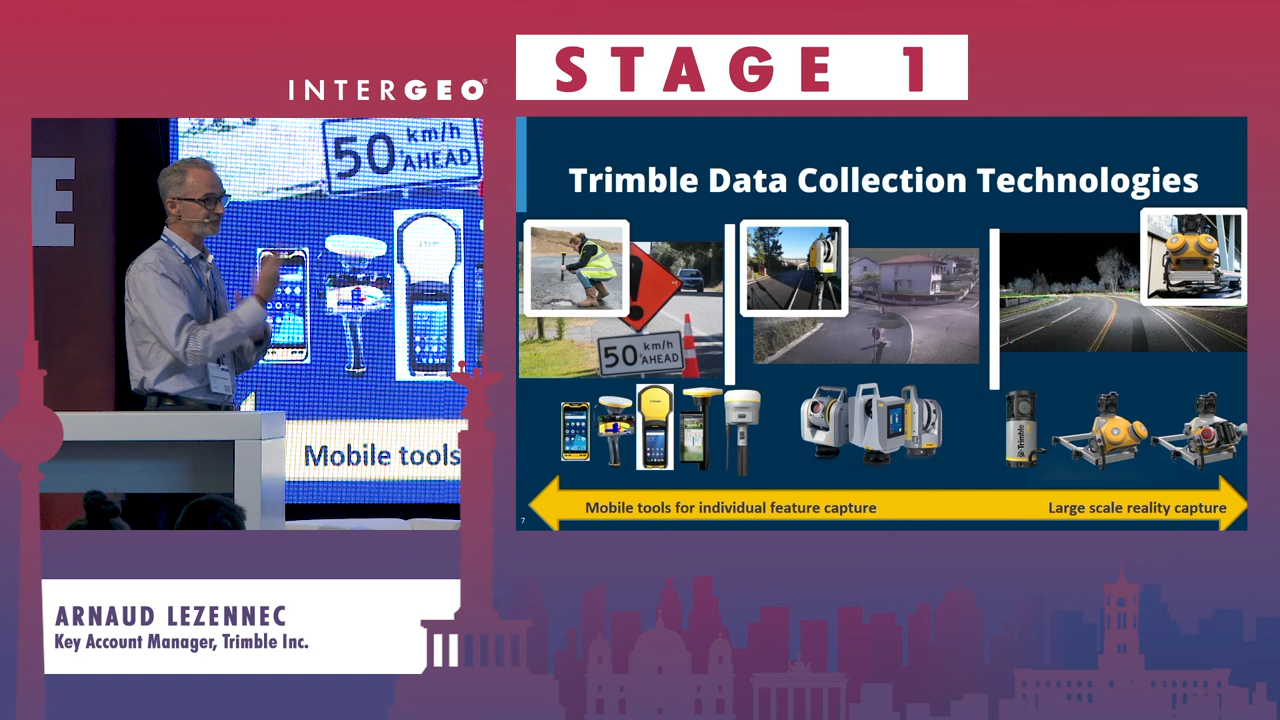 INTERGEO®
STAGE 1
E
km/h
50 AHEAD
Mobile tools
Trimble Data Collection Technologies
50 km/h
AHEAD
Trimble
Mobile tools for individual feature capture
Large scale reality capture
7
ARNAUD LEZENNEC
Key Account Manager, Trimble Inc.